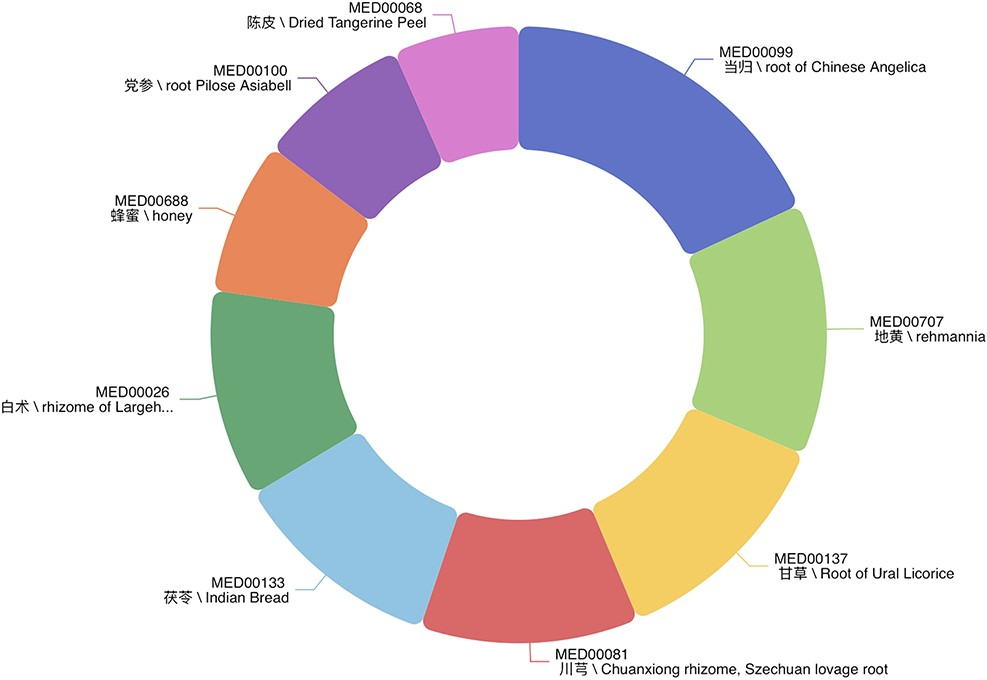 MED00068
陈皮 \ Dried Tangerine Peel
MED00099
当归 \ root of Chinese Angelica
MED00100
党参 \ root Pilose Asiabell
MED00688
蜂蜜 \ honey
MED00707
地黄 \ rehmannia
MED00026
白术 \ rhizome of Largeh...
MED00137
甘草 \ Root of Ural Licorice
MED00133
茯苓 \ Indian Bread
MED00081
川芎 \ Chuanxiong rhizome, Szechuan lovage root